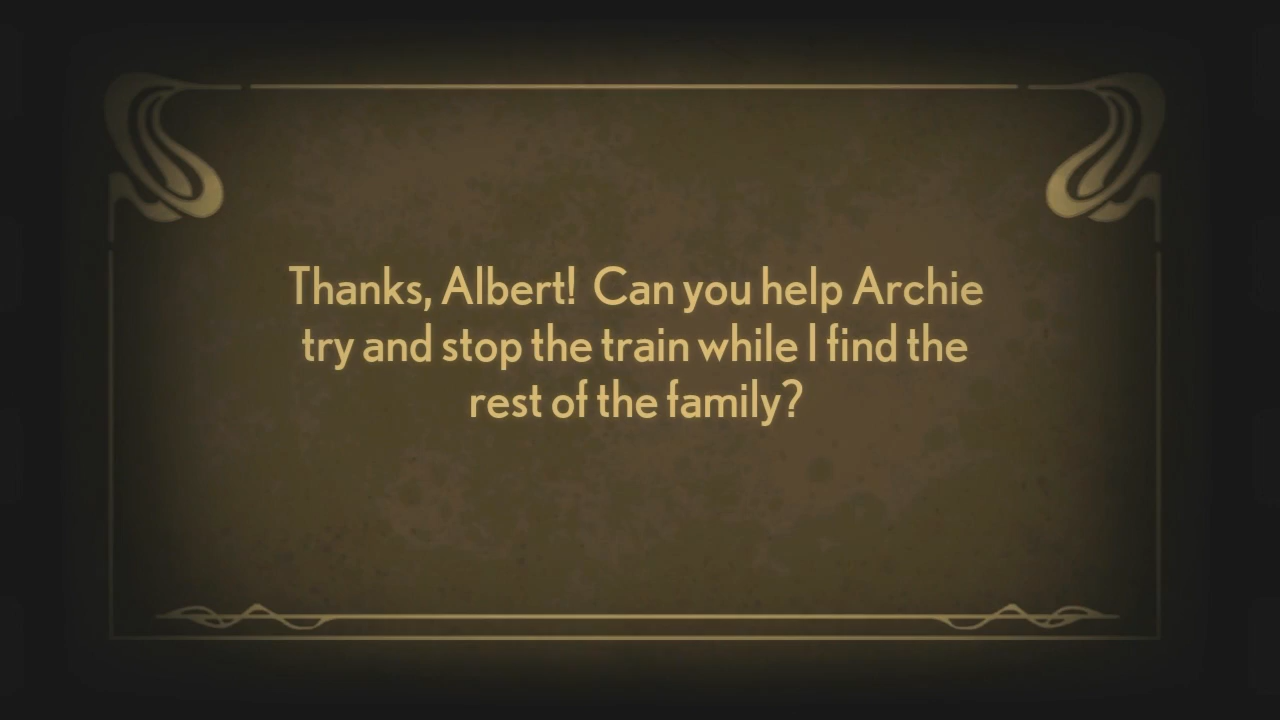 Thanks, Albert!  Can you help Archie
try and stop the train while I find the
rest of the family?